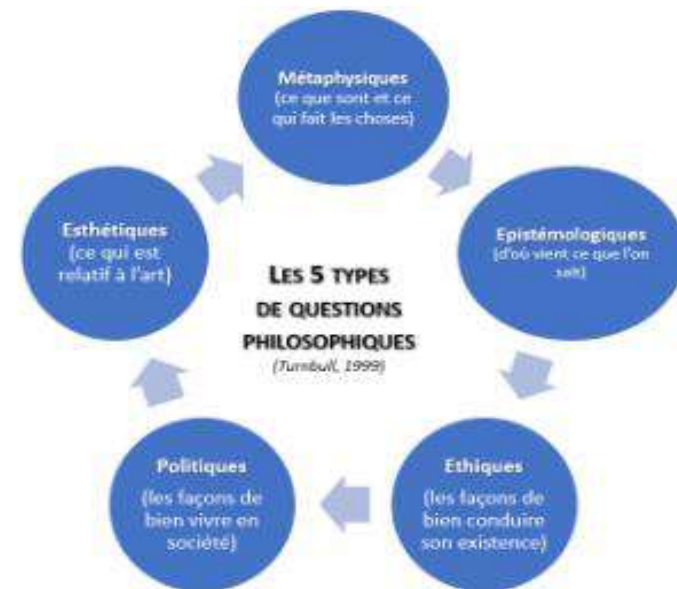 Métaphysiques
(ce que sont et ce
qui fait les choses)
Epistémologiques
(d'où vient ce que l'on
sait)
Ethiques
(les façons de
bien conduire
son existence)
Politiques
(les façons de
bien vivre en
société)
Esthétiques
(ce qui est
relatif à l'art)
LES 5 TYPES
DE QUESTIONS
PHILOSOPHIQUES
(Turnbull, 1999)